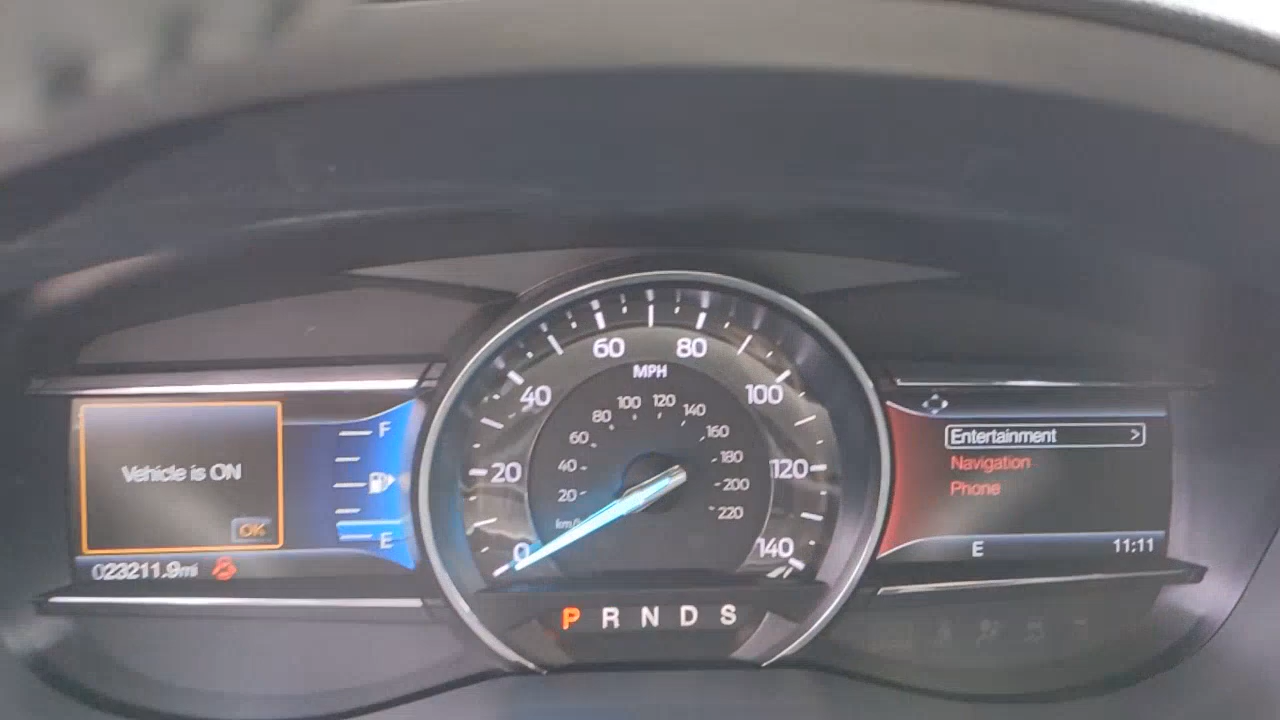 Vehicle is ON
OK
F
E
023211.9mi
0
20
40
60
80
100
120
140
MPH
km/h
20
40
60
80
100
120
140
160
180
200
220
P R N D S
Entertainment >
Navigation
Phone
E
11:11